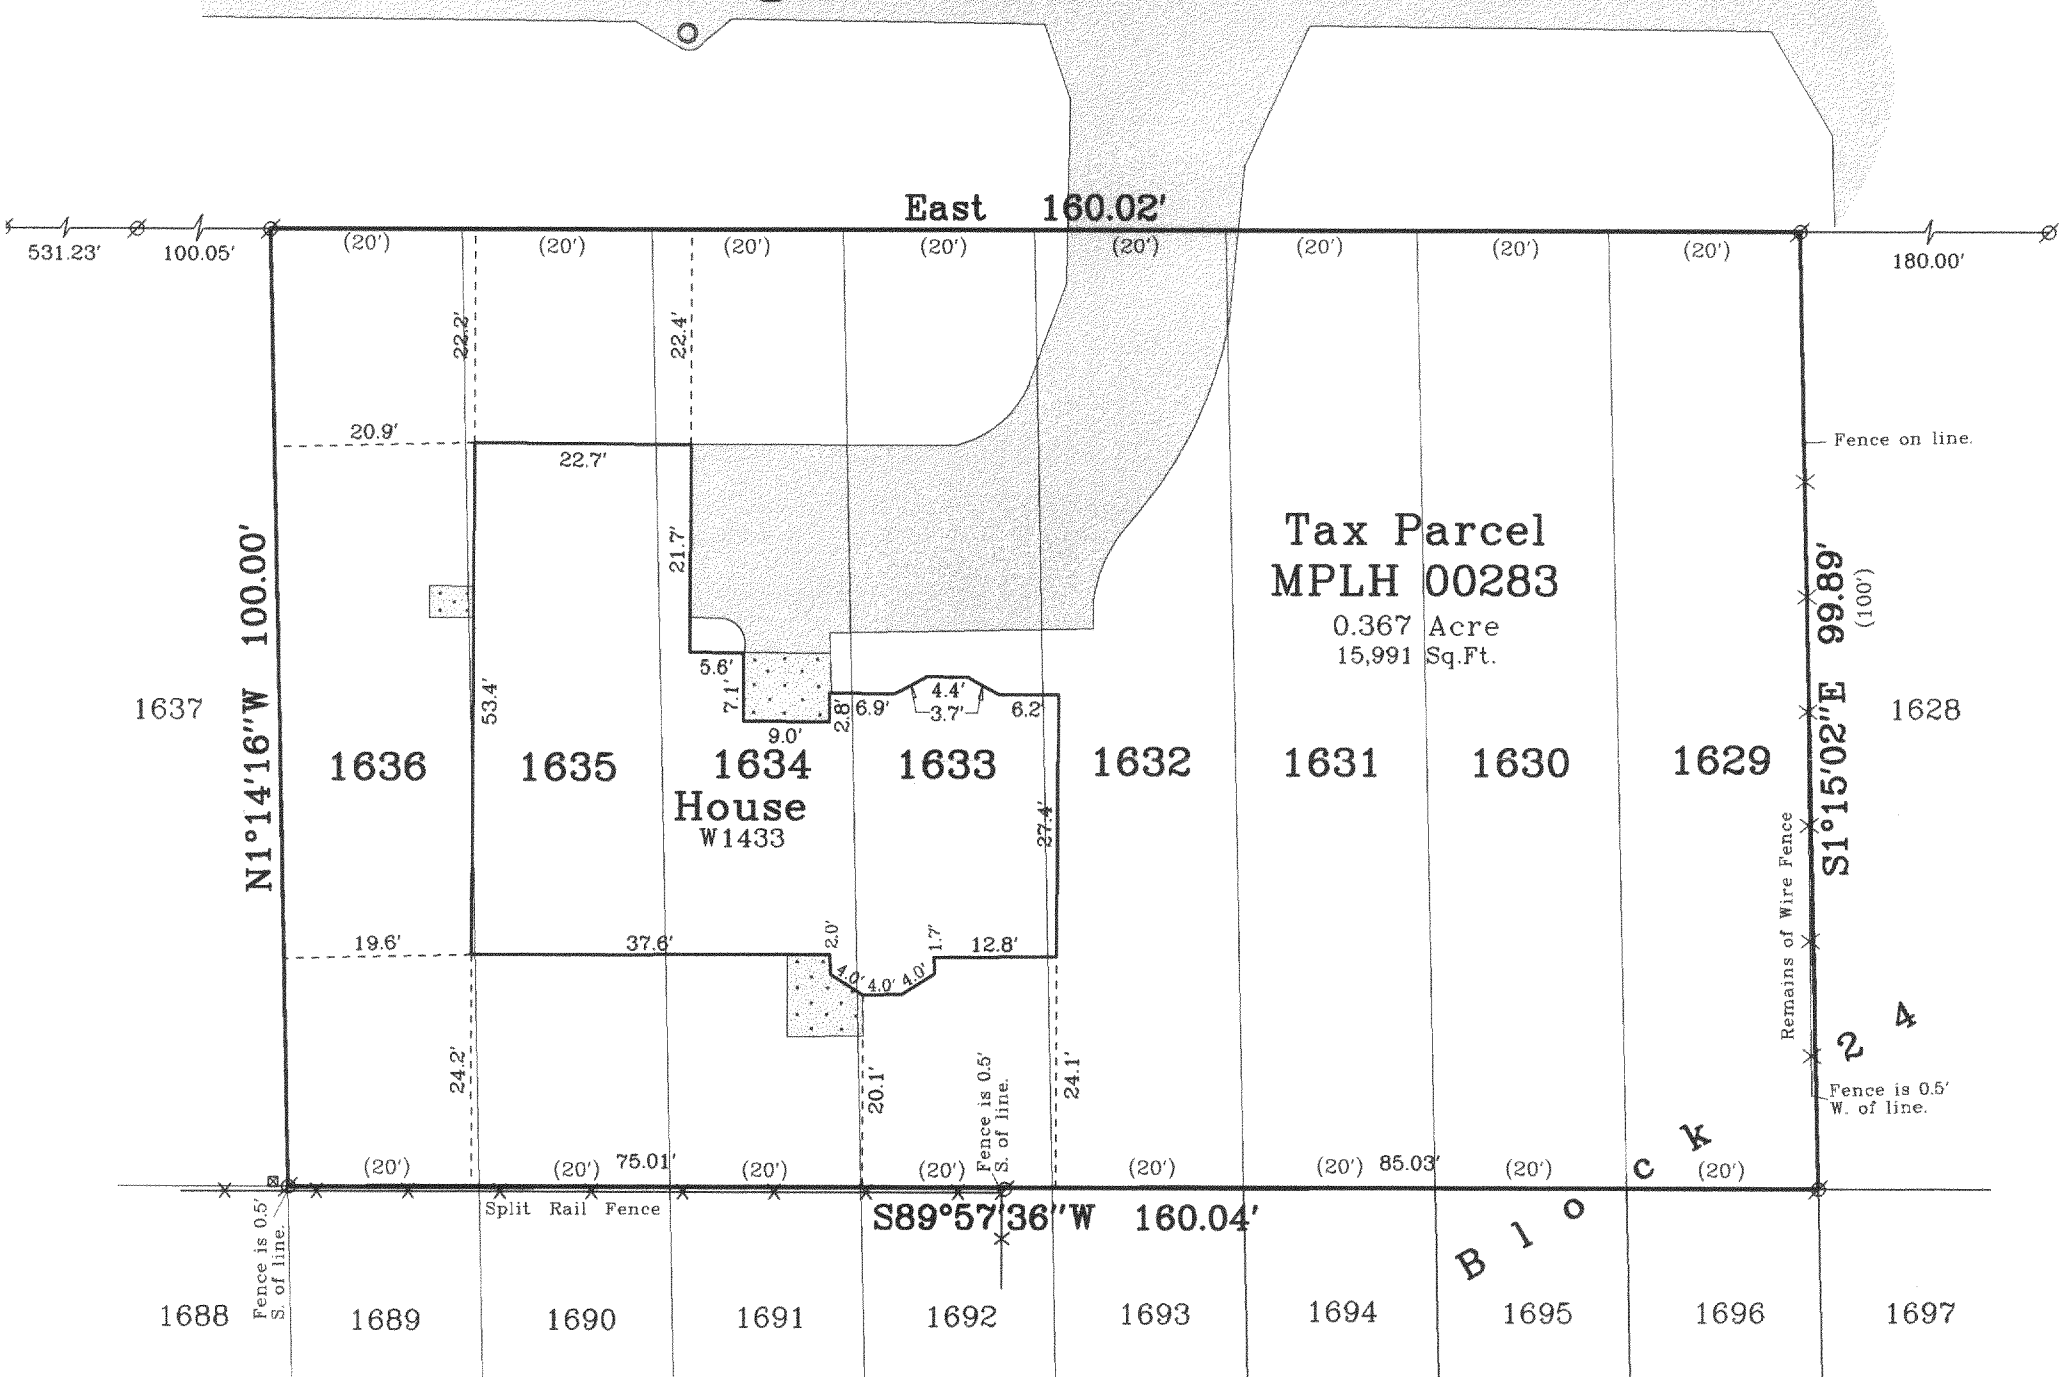 East 160.02'
531.23' 100.05' (20') (20') (20') (20') (20') (20') (20') (20') 180.00'
22.2' 22.4'
20.9' 22.7'
Fence on line.
21.7'
Tax Parcel
MPLH 00283
0.367 Acre
15,991 Sq.Ft.
N1°14'16"W 100.00'
S1°15'02"E 99.89'
(100')
5.6' 7.1' 9.0' 2.8' 6.9' 4.4' 3.7' 6.2'
53.4'
1637 1636 1635 1634 1633 1632 1631 1630 1629 1628
House
W1433
27.4'
Remains of Wire Fence
19.6' 37.6' 2.0' 4.0' 4.0' 4.0' 1.7' 12.8'
24.2' 20.1' 24.1'
Fence is 0.5'
S. of line.
Fence is 0.5'
W. of line.
Block 24
(20') (20') 75.01' (20') (20') (20') (20') 85.03' (20') (20')
Split Rail Fence
S89°57'36"W 160.04'
Fence is 0.5'
S. of line.
1688 1689 1690 1691 1692 1693 1694 1695 1696 1697